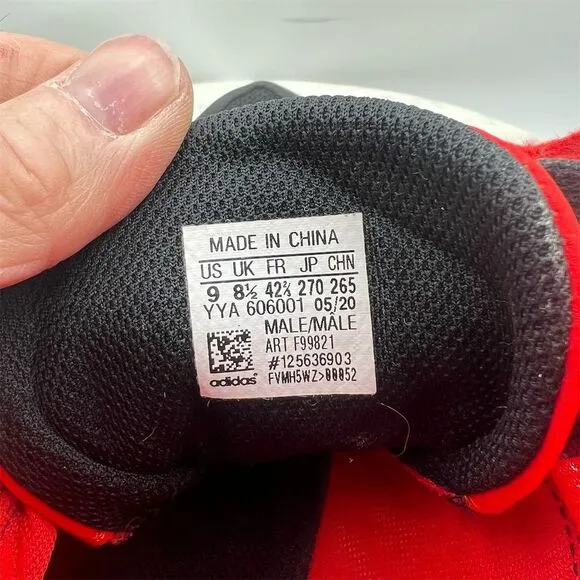 MADE IN CHINA
US UK FR JP CHN
9 8½ 42⅔ 270 265
YYA 606001 05/20
MALE/MÂLE
ART F99821
#125636903
adidas® FVMH5WZ>00052